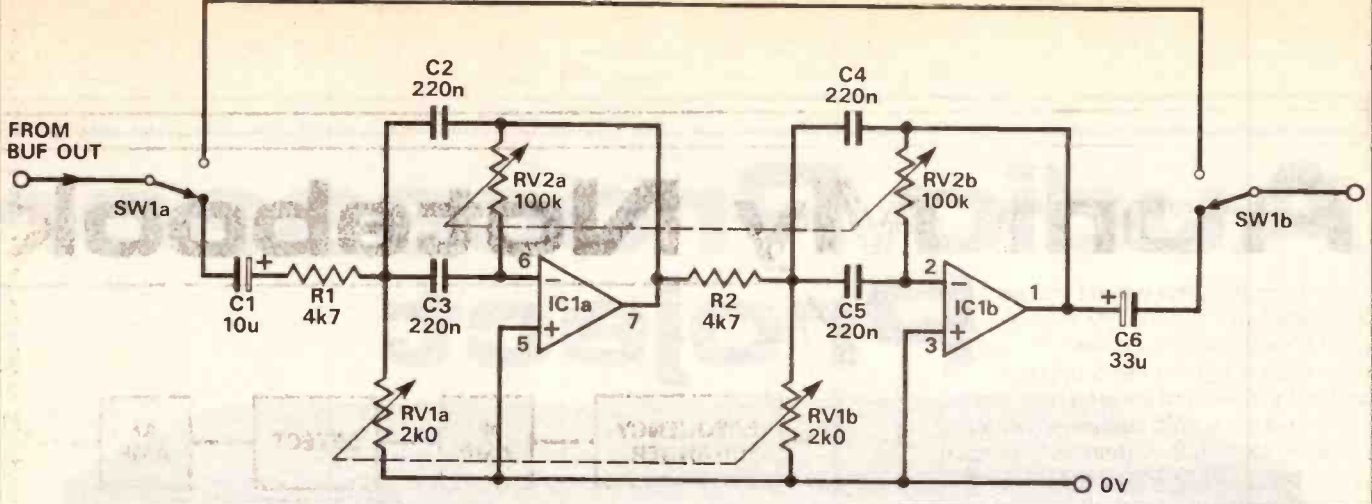 C2
220n
C4
220n
FROM
BUF OUT
SW1a
RV2a
100k
RV2b
100k
SW1b
+
C1
10u
R1
4k7
C3
220n
6
−
IC1a
7
5
+
R2
4k7
C5
220n
2
−
IC1b
1
3
+
+
C6
33u
RV1a
2k0
RV1b
2k0
0V